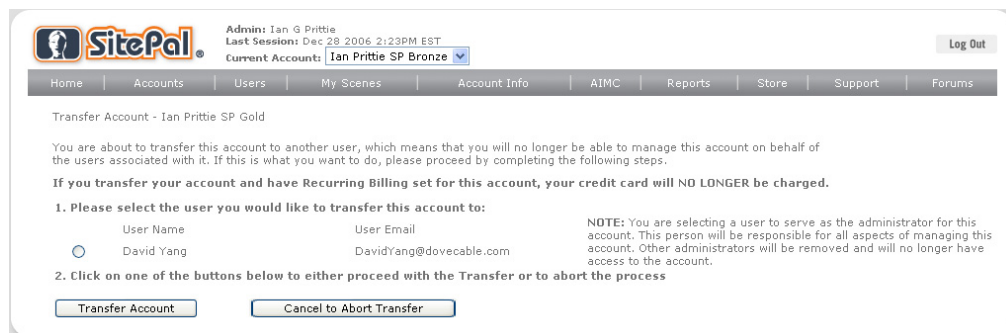 SitePal®
Admin: Ian G Prittie
Last Session: Dec 28 2006 2:23PM EST
Current Account: Ian Prittie SP Bronze
Log Out
Home | Accounts | Users | My Scenes | Account Info | AIMC | Reports | Store | Support | Forums
Transfer Account - Ian Prittie SP Gold
You are about to transfer this account to another user, which means that you will no longer be able to manage this account on behalf of
the users associated with it. If this is what you want to do, please proceed by completing the following steps.
If you transfer your account and have Recurring Billing set for this account, your credit card will NO LONGER be charged.
1. Please select the user you would like to transfer this account to:
User Name User Email
David Yang DavidYang@dovecable.com
NOTE: You are selecting a user to serve as the administrator for this
account. This person will be responsible for all aspects of managing this
account. Other administrators will be removed and will no longer have
access to the account.
2. Click on one of the buttons below to either proceed with the Transfer or to abort the process
Transfer Account Cancel to Abort Transfer